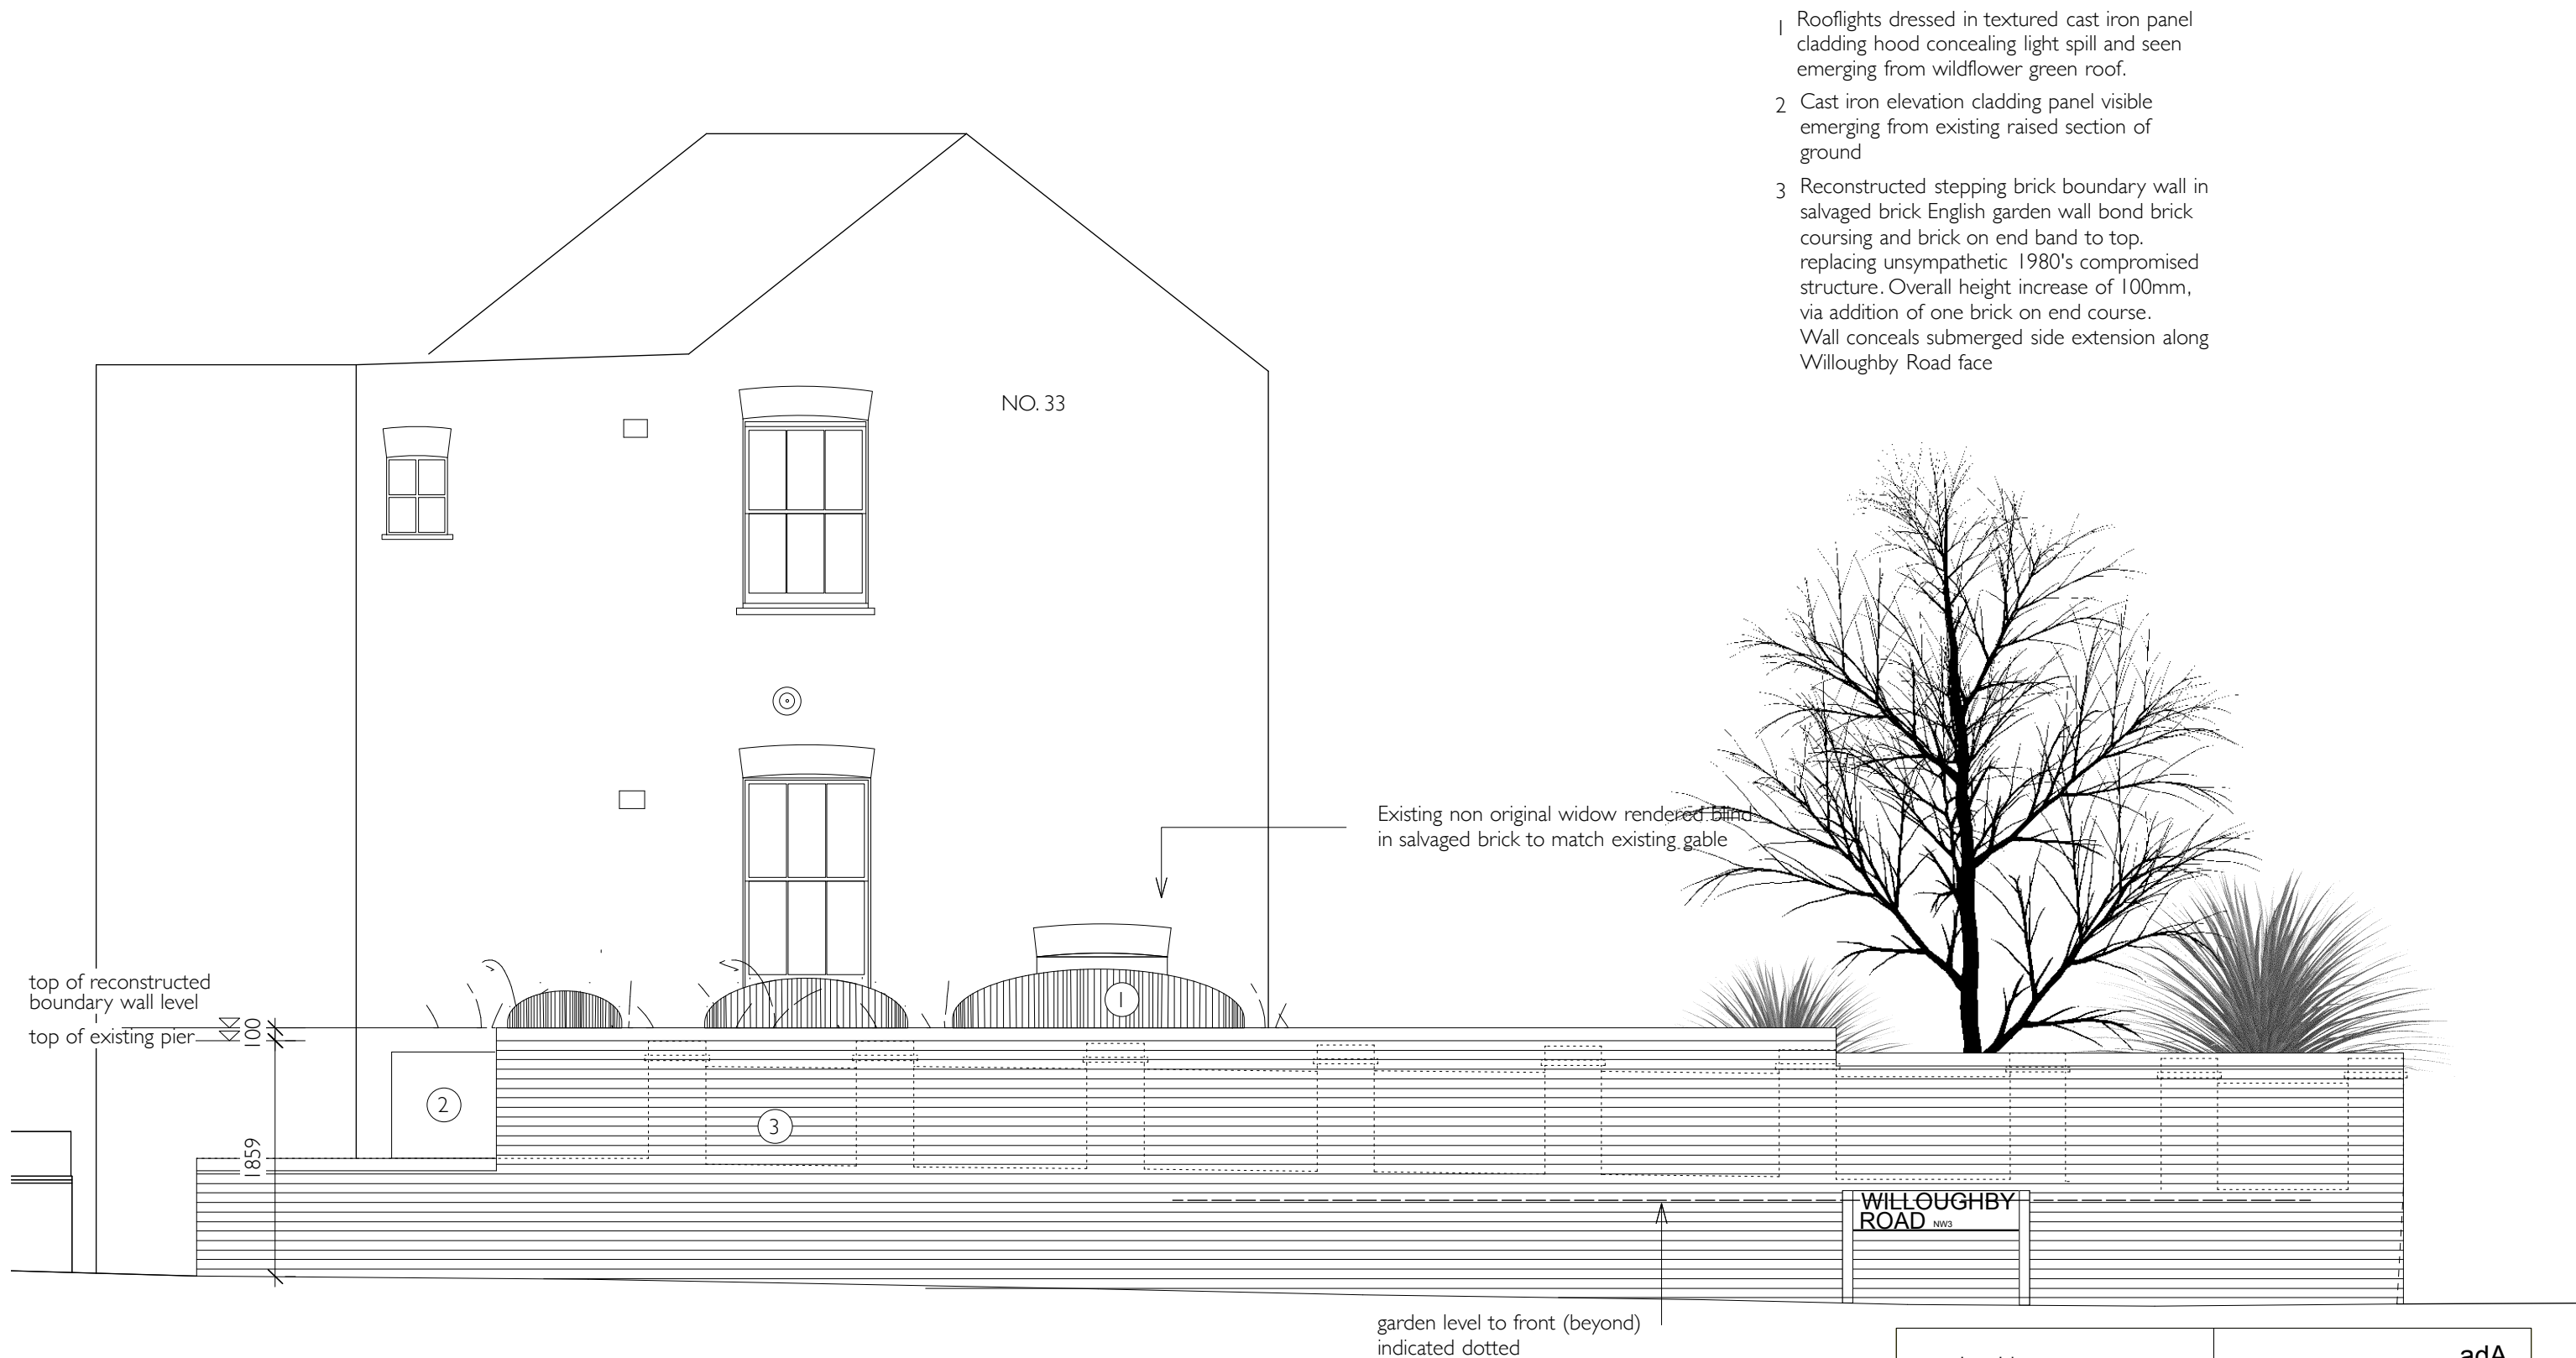 1 Rooflights dressed in textured cast iron panel
cladding hood concealing light spill and seen
emerging from wildflower green roof.
2 Cast iron elevation cladding panel visible
emerging from existing raised section of
ground
3 Reconstructed stepping brick boundary wall in
salvaged brick English garden wall bond brick
coursing and brick on end band to top.
replacing unsympathetic 1980's compromised
structure. Overall height increase of 100mm,
via addition of one brick on end course.
Wall conceals submerged side extension along
Willoughby Road face
NO. 33
Existing non original widow rendered blind
in salvaged brick to match existing gable
top of reconstructed
boundary wall level
top of existing pier
100
1859
1
2
3
WILLOUGHBY
ROAD NW3
garden level to front (beyond)
indicated dotted
adA